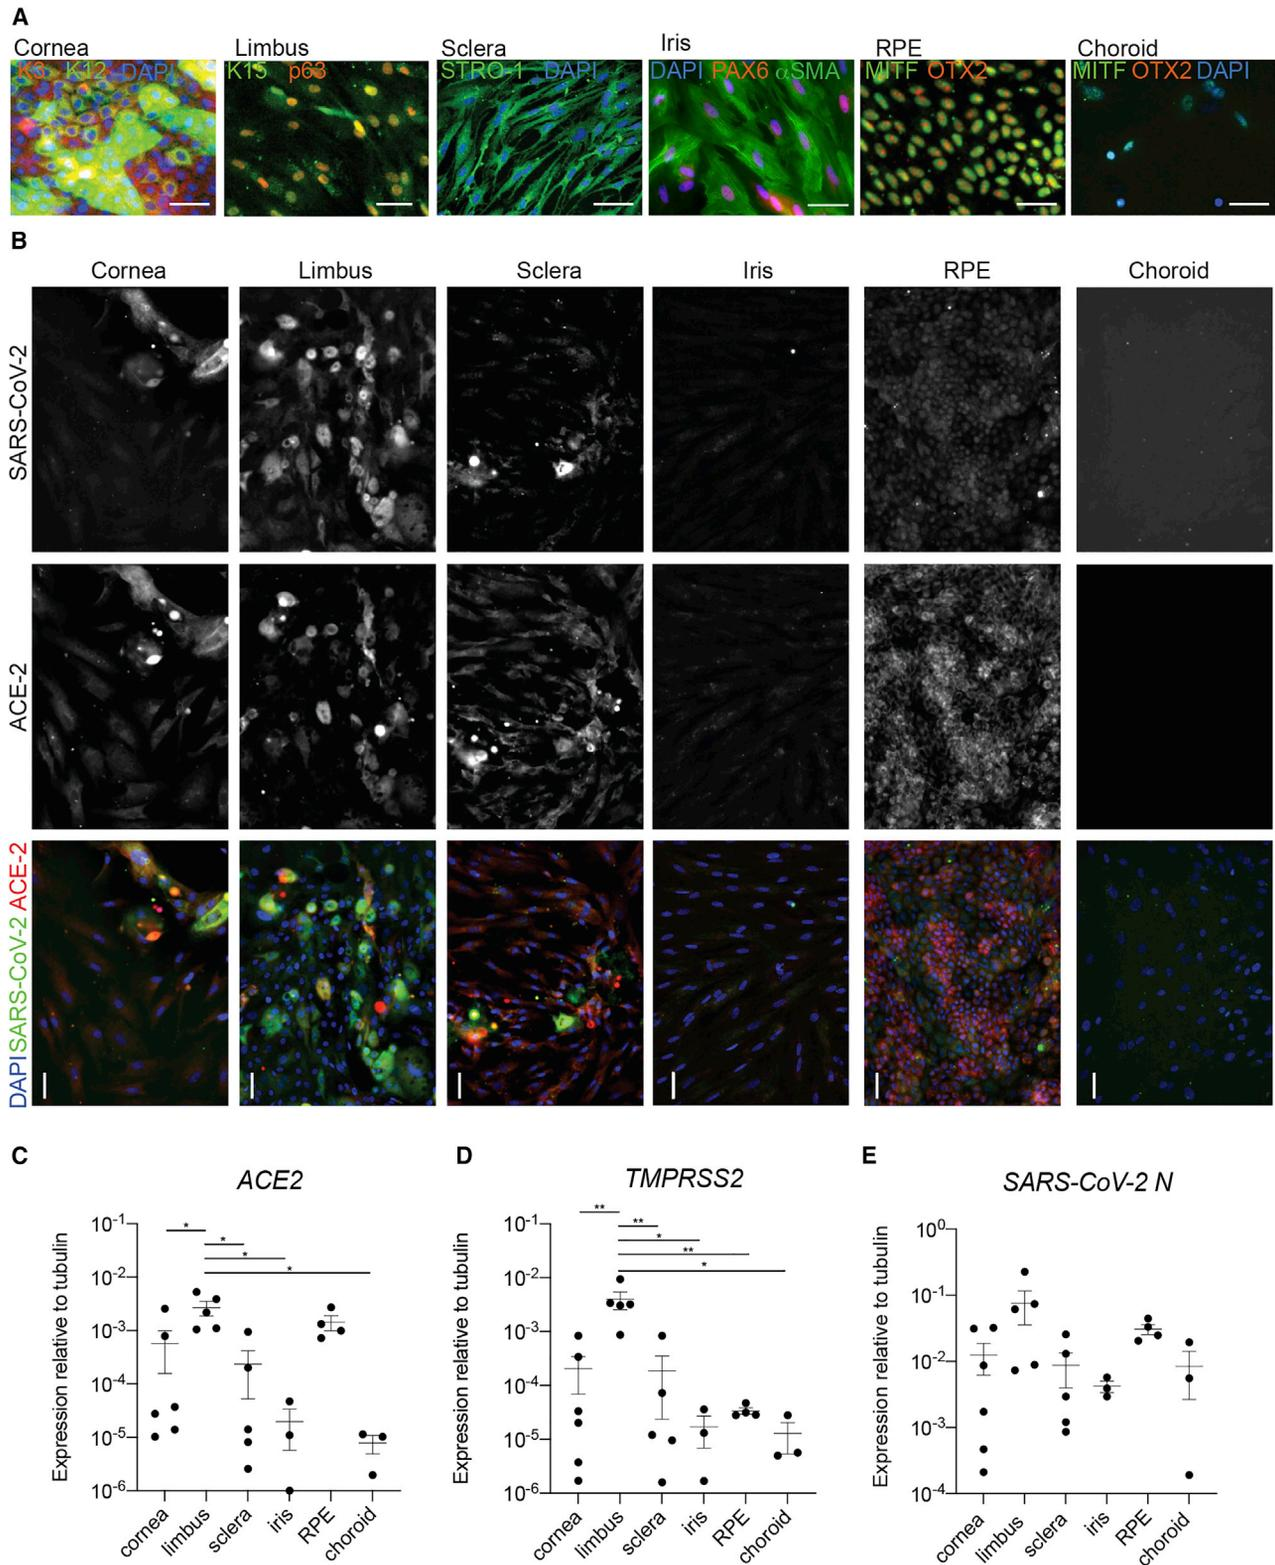 A
Cornea
Limbus
Sclera
Iris
RPE
Choroid
K3 K12 DAPI
K15 p63
STRO-1 DAPI
DAPI PAX6 αSMA
MITF OTX2
MITF OTX2 DAPI
B
Cornea
Limbus
Sclera
Iris
RPE
Choroid
SARS-CoV-2
ACE-2
DAPI SARS-CoV-2 ACE-2
C
ACE2
Expression relative to tubulin
10⁻¹
10⁻²
10⁻³
10⁻⁴
10⁻⁵
10⁻⁶
*
*
*
*
cornea
limbus
sclera
iris
RPE
choroid
D
TMPRSS2
Expression relative to tubulin
10⁻¹
10⁻²
10⁻³
10⁻⁴
10⁻⁵
10⁻⁶
**
**
*
**
*
cornea
limbus
sclera
iris
RPE
choroid
E
SARS-CoV-2 N
Expression relative to tubulin
10⁰
10⁻¹
10⁻²
10⁻³
10⁻⁴
cornea
limbus
sclera
iris
RPE
choroid